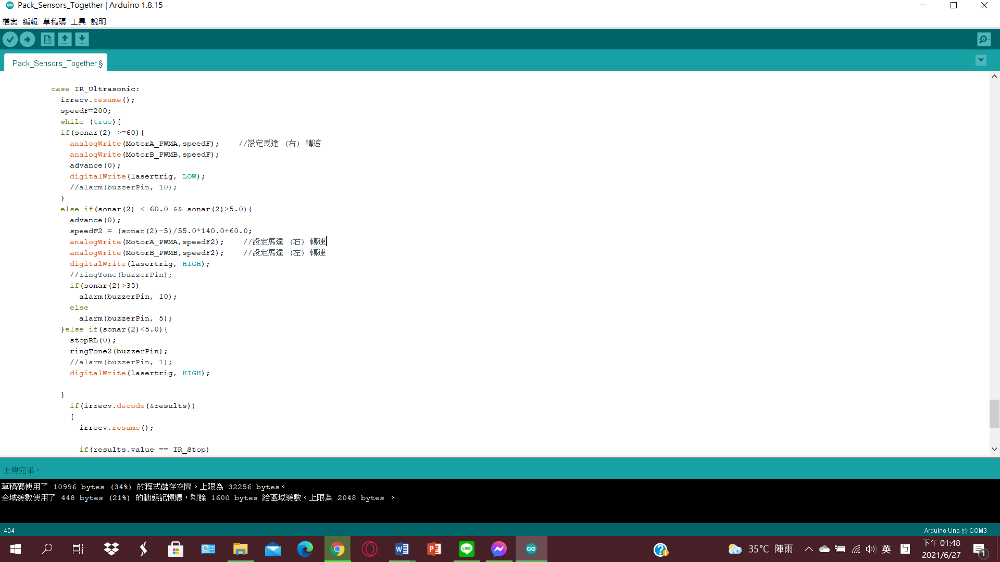 Pack_Sensors_Together | Arduino 1.8.15
檔案 編輯 草稿碼 工具 說明
Pack_Sensors_Together §
case IR_Ultrasonic:
irrecv.resume();
speedF=200;
while (true){
if(sonar(2) >=60){
analogWrite(MotorA_PWMA,speedF);    //設定馬達 (右) 轉速
analogWrite(MotorB_PWMB,speedF);
advance(0);
digitalWrite(lasertrig, LOW);
//alarm(buzzerPin, 10);
}
else if(sonar(2) < 60.0 && sonar(2)>5.0){
advance(0);
speedF2 = (sonar(2)-5)/55.0*140.0+60.0;
analogWrite(MotorA_PWMA,speedF2);    //設定馬達 (右) 轉速
analogWrite(MotorB_PWMB,speedF2);    //設定馬達 (左) 轉速
digitalWrite(lasertrig, HIGH);
//ringTone(buzzerPin);
if(sonar(2)>35)
alarm(buzzerPin, 10);
else
alarm(buzzerPin, 5);
}else if(sonar(2)<5.0){
stopRL(0);
ringTone2(buzzerPin);
//alarm(buzzerPin, 1);
digitalWrite(lasertrig, HIGH);
}
if(irrecv.decode(&results))
{
irrecv.resume();
if(results.value == IR_Stop)
上傳完畢。
草稿碼使用了 10996 bytes (34%) 的程式儲存空間。上限為 32256 bytes。
全域變數使用了 448 bytes (21%) 的動態記憶體，剩餘 1600 bytes 給區域變數。上限為 2048 bytes 。
404
Arduino Uno 於 COM3
35°C 陣雨
英
下午 01:48
2021/6/27
1